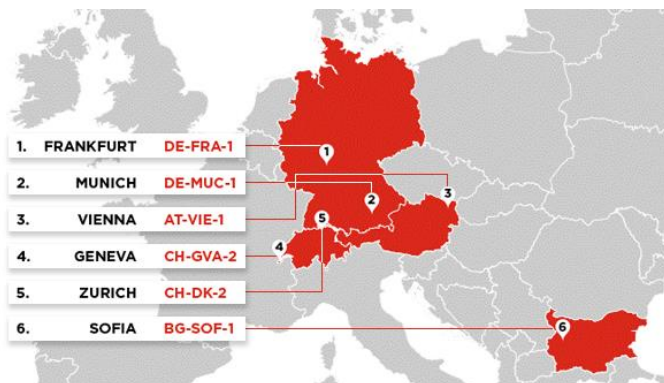 1. FRANKFURT DE-FRA-1
2. MUNICH DE-MUC-1
3. VIENNA AT-VIE-1
4. GENEVA CH-GVA-2
5. ZURICH CH-DK-2
6. SOFIA BG-SOF-1
1
2
3
5
4
6